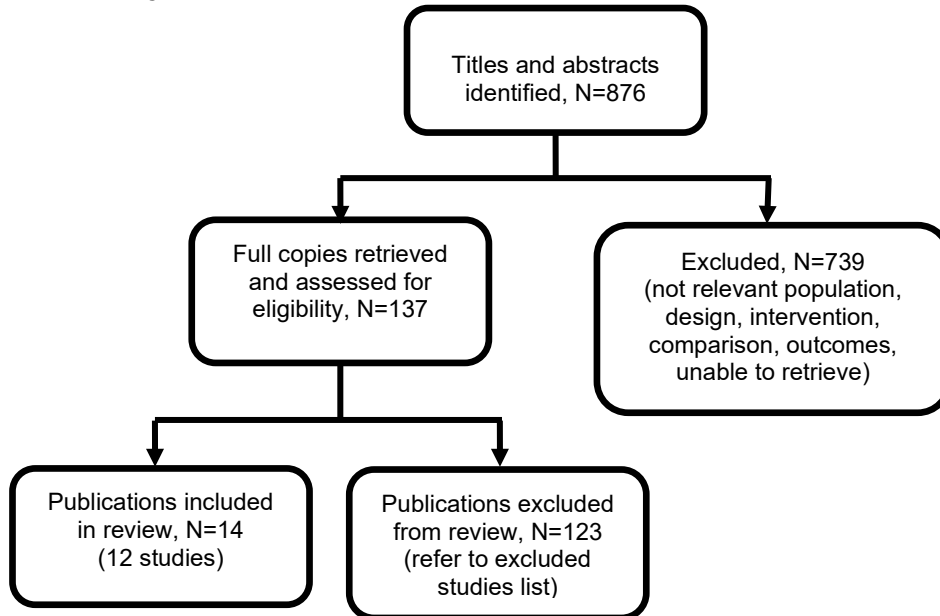 Titles and abstracts
identified, N=876
Full copies retrieved
and assessed for
eligibility, N=137
Excluded, N=739
(not relevant population,
design, intervention,
comparison, outcomes,
unable to retrieve)
Publications included
in review, N=14
(12 studies)
Publications excluded
from review, N=123
(refer to excluded
studies list)